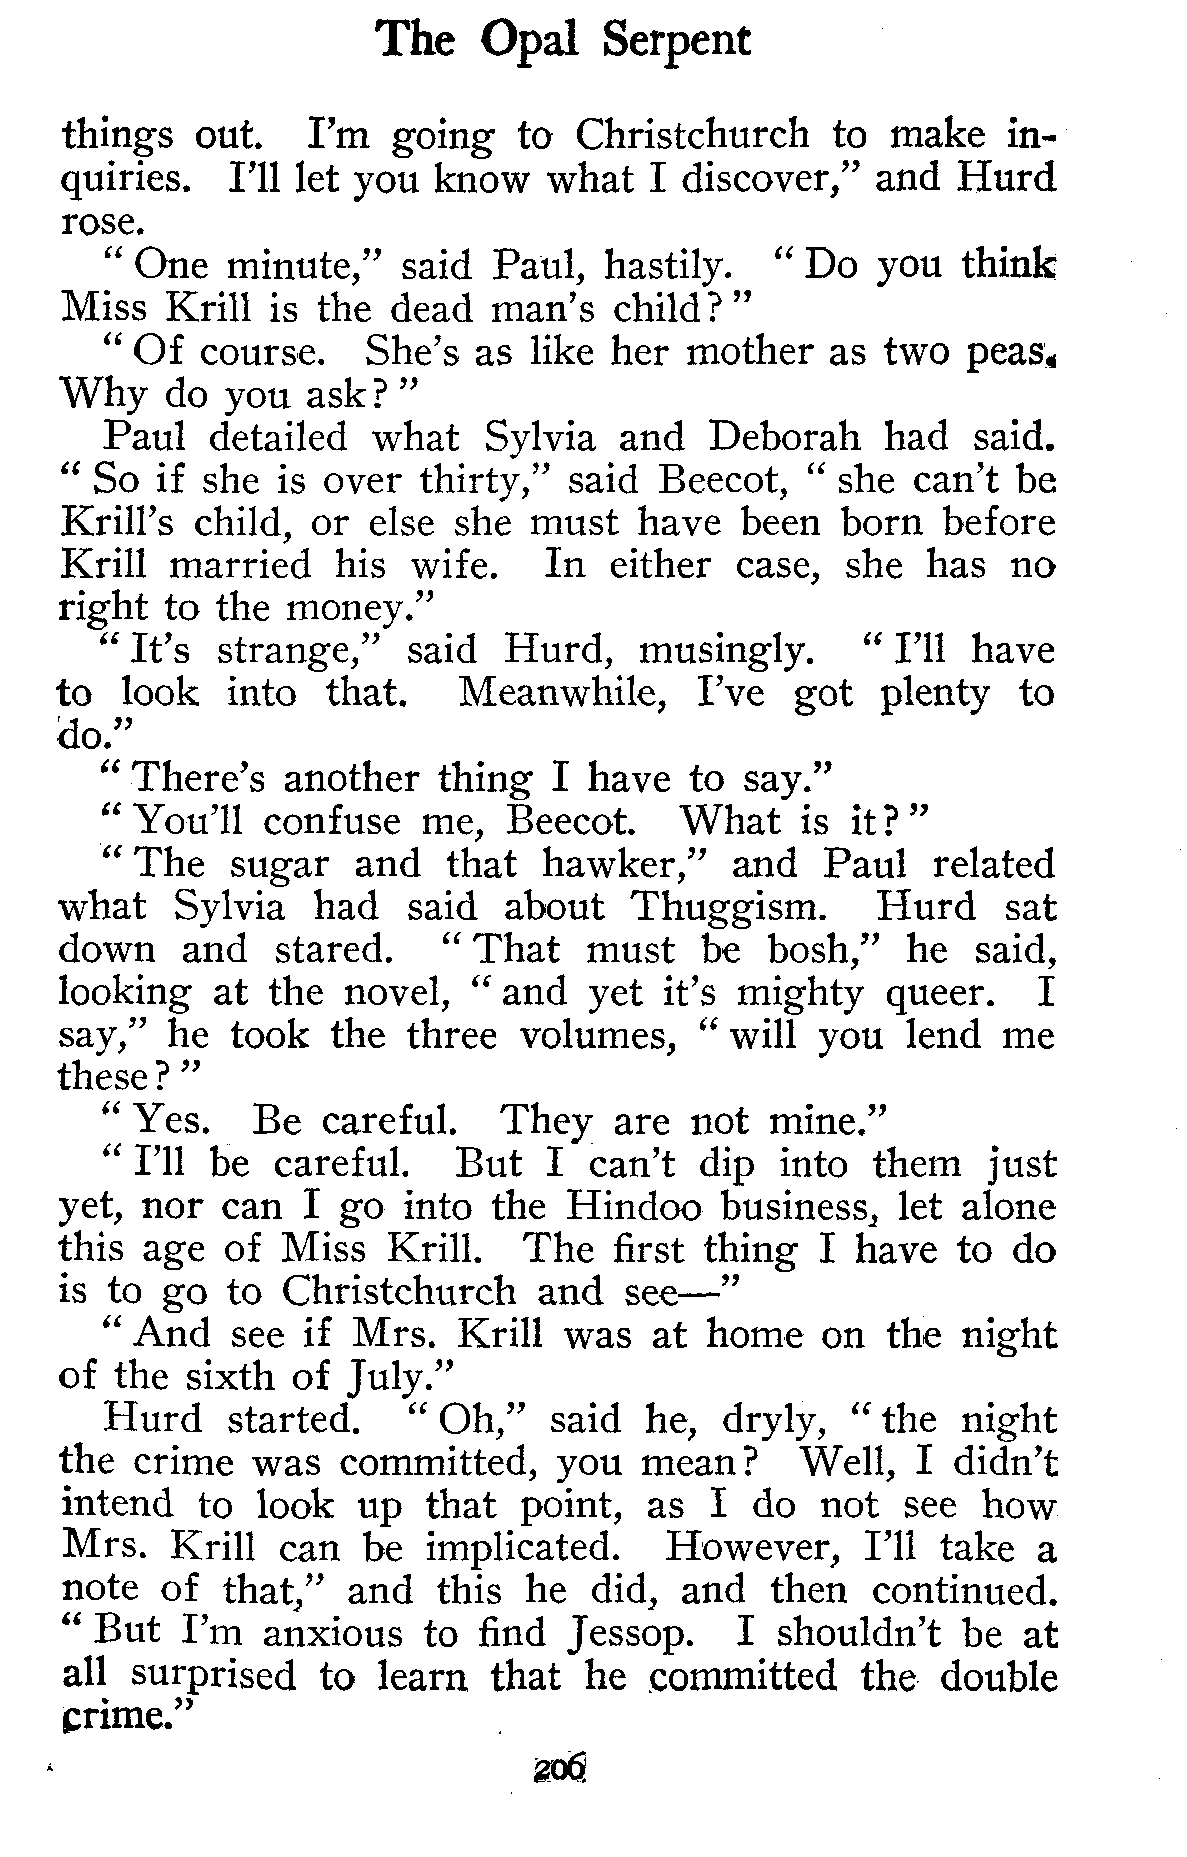 The Opal Serpent
things out. I'm going to Christchurch to make in-
quiries. I'll let you know what I discover," and Hurd
rose.
" One minute," said Paul, hastily. " Do you think
Miss Krill is the dead man's child? "
" Of course. She's as like her mother as two peas.
Why do you ask? "
Paul detailed what Sylvia and Deborah had said.
" So if she is over thirty," said Beecot, " she can't be
Krill's child, or else she must have been born before
Krill married his wife. In either case, she has no
right to the money."
" It's strange," said Hurd, musingly. " I'll have
to look into that. Meanwhile, I've got plenty to
do."
" There's another thing I have to say."
" You'll confuse me, Beecot. What is it? "
" The sugar and that hawker," and Paul related
what Sylvia had said about Thuggism. Hurd sat
down and stared. " That must be bosh," he said,
looking at the novel, " and yet it's mighty queer. I
say," he took the three volumes, " will you lend me
these? "
" Yes. Be careful. They are not mine."
" I'll be careful. But I can't dip into them just
yet, nor can I go into the Hindoo business, let alone
this age of Miss Krill. The first thing I have to do
is to go to Christchurch and see—"
" And see if Mrs. Krill was at home on the night
of the sixth of July."
Hurd started. " Oh," said he, dryly, " the night
the crime was committed, you mean? Well, I didn't
intend to look up that point, as I do not see how
Mrs. Krill can be implicated. However, I'll take a
note of that," and this he did, and then continued.
" But I'm anxious to find Jessop. I shouldn't be at
all surprised to learn that he committed the double
crime."
206